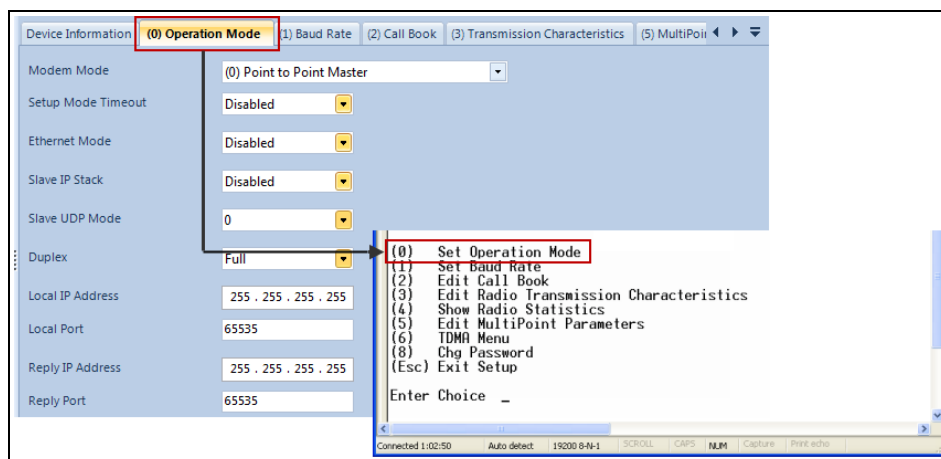 Device Information (0) Operation Mode (1) Baud Rate (2) Call Book (3) Transmission Characteristics (5) MultiPoi
Modem Mode (0) Point to Point Master
Setup Mode Timeout Disabled
Ethernet Mode Disabled
Slave IP Stack Disabled
Slave UDP Mode 0
Duplex Full
Local IP Address 255 . 255 . 255 . 255
Local Port 65535
Reply IP Address 255 . 255 . 255 . 255
Reply Port 65535
(0) Set Operation Mode
(1) Set Baud Rate
(2) Edit Call Book
(3) Edit Radio Transmission Characteristics
(4) Show Radio Statistics
(5) Edit MultiPoint Parameters
(6) TDMA Menu
(8) Chg Password
(Esc) Exit Setup
Enter Choice _
Connected 1:02:50 Auto detect 19200 8-N-1 SCROLL CAPS NUM Capture Print echo